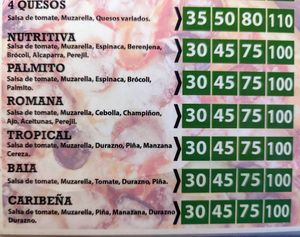 4 QUESOS
Salsa de tomate, Muzarella, Quesos variados.
35 50 80 110
NUTRITIVA
Salsa de tomate, Muzarella, Espinaca, Berenjena,
Brócol, Alcaparra, Perejil.
30 45 75 100
PALMITO
Salsa de tomate, Muzarella, Espinaca, Brócoli,
Palmito.
30 45 75 100
ROMANA
Salsa de tomate, Muzarella, Cebolla, Champiñon,
Ajo, Aceitunas, Perejil.
30 45 75 100
TROPICAL
Salsa de tomate, Muzarella, Durazno, Piña, Manzana
Cereza.
30 45 75 100
BAIA
Salsa de tomate, Muzarella, Tomate, Durazno, Piña.
30 45 75 100
CARIBEÑA
Salsa de tomate, Muzarella, Piña, Manazana, Durazno
Durazno.
30 45 75 100